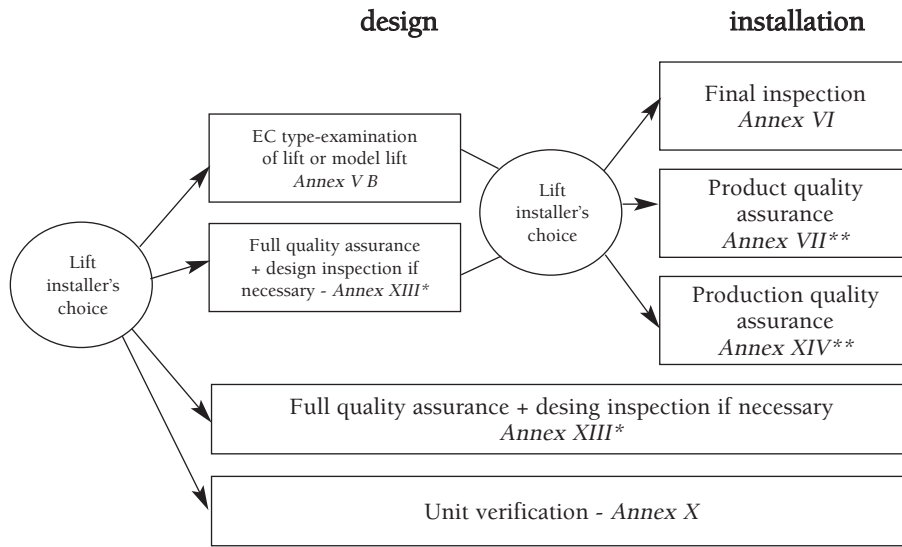 design
installation
Final inspection
Annex VI
EC type-examination
of lift or model lift
Annex V B
Lift
installer's
choice
Product quality
assurance
Annex VII**
Full quality assurance
+ design inspection if
necessary - Annex XIII*
Lift
installer's
choice
Production quality
assurance
Annex XIV**
Full quality assurance + desing inspection if necessary
Annex XIII*
Unit verification - Annex X